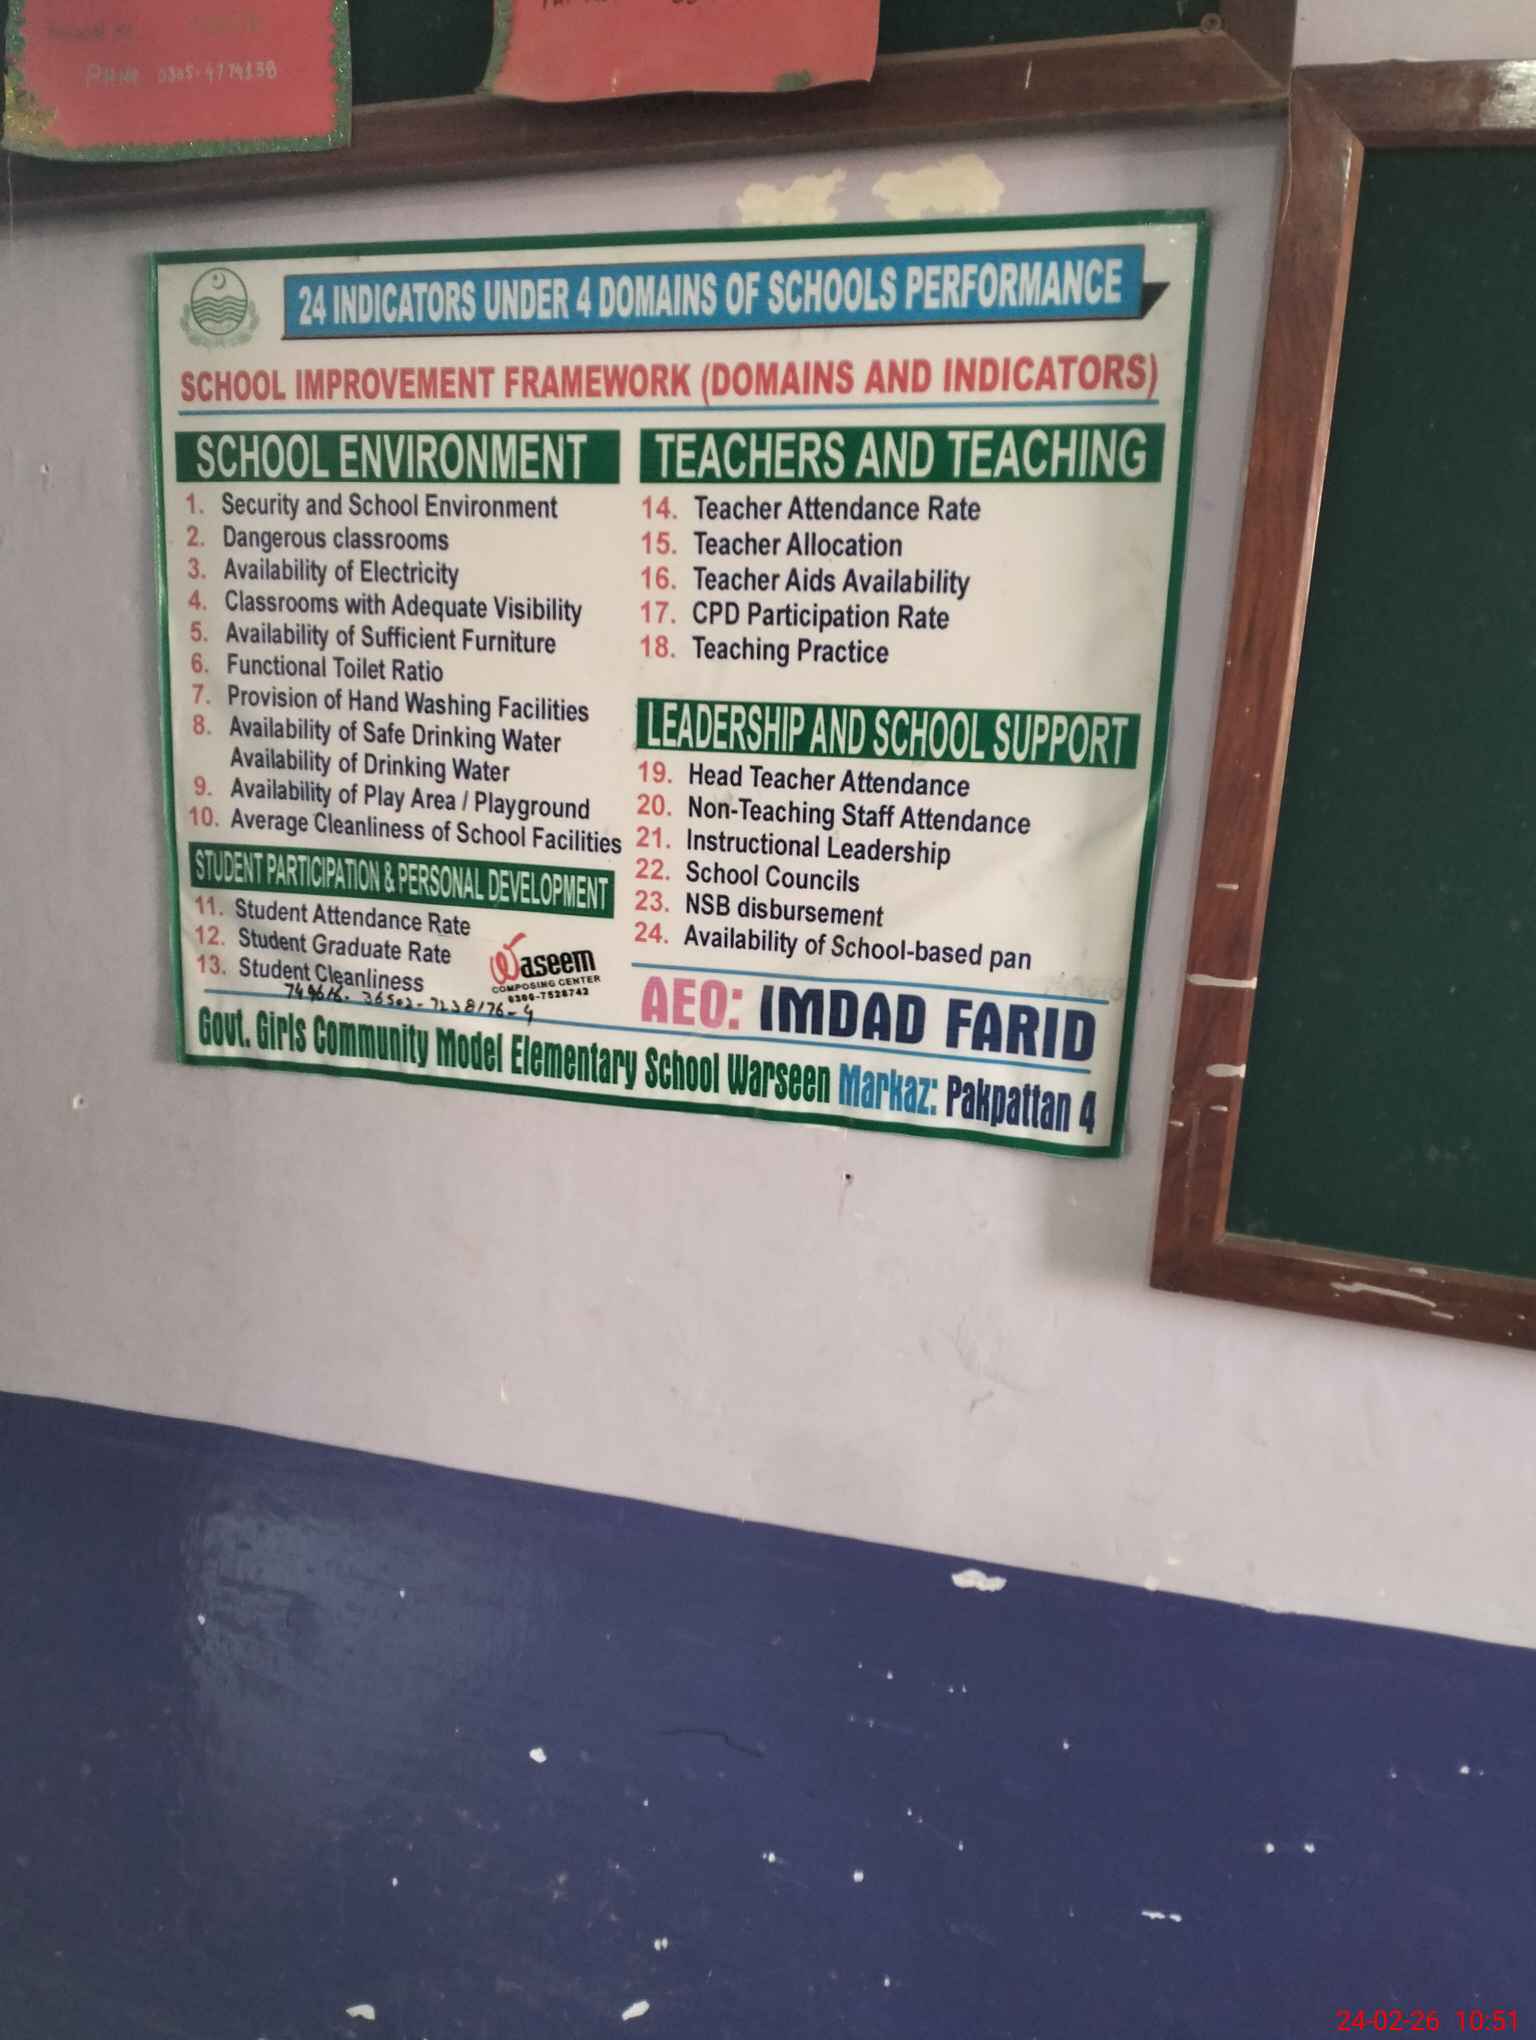 PHNO 0305-4779138
24 INDICATORS UNDER 4 DOMAINS OF SCHOOLS PERFORMANCE
SCHOOL IMPROVEMENT FRAMEWORK (DOMAINS AND INDICATORS)
SCHOOL ENVIRONMENT
1. Security and School Environment
2. Dangerous classrooms
3. Availability of Electricity
4. Classrooms with Adequate Visibility
5. Availability of Sufficient Furniture
6. Functional Toilet Ratio
7. Provision of Hand Washing Facilities
8. Availability of Safe Drinking Water
Availability of Drinking Water
9. Availability of Play Area / Playground
10. Average Cleanliness of School Facilities
STUDENT PARTICIPATION & PERSONAL DEVELOPMENT
11. Student Attendance Rate
12. Student Graduate Rate
13. Student Cleanliness
Waseem
COMPOSING CENTER
0300-7528742
TEACHERS AND TEACHING
14. Teacher Attendance Rate
15. Teacher Allocation
16. Teacher Aids Availability
17. CPD Participation Rate
18. Teaching Practice
LEADERSHIP AND SCHOOL SUPPORT
19. Head Teacher Attendance
20. Non-Teaching Staff Attendance
21. Instructional Leadership
22. School Councils
23. NSB disbursement
24. Availability of School-based pan
AEO: IMDAD FARID
Govt. Girls Community Model Elementary School Warseen Markaz: Pakpattan 4
24-02-26 10:51